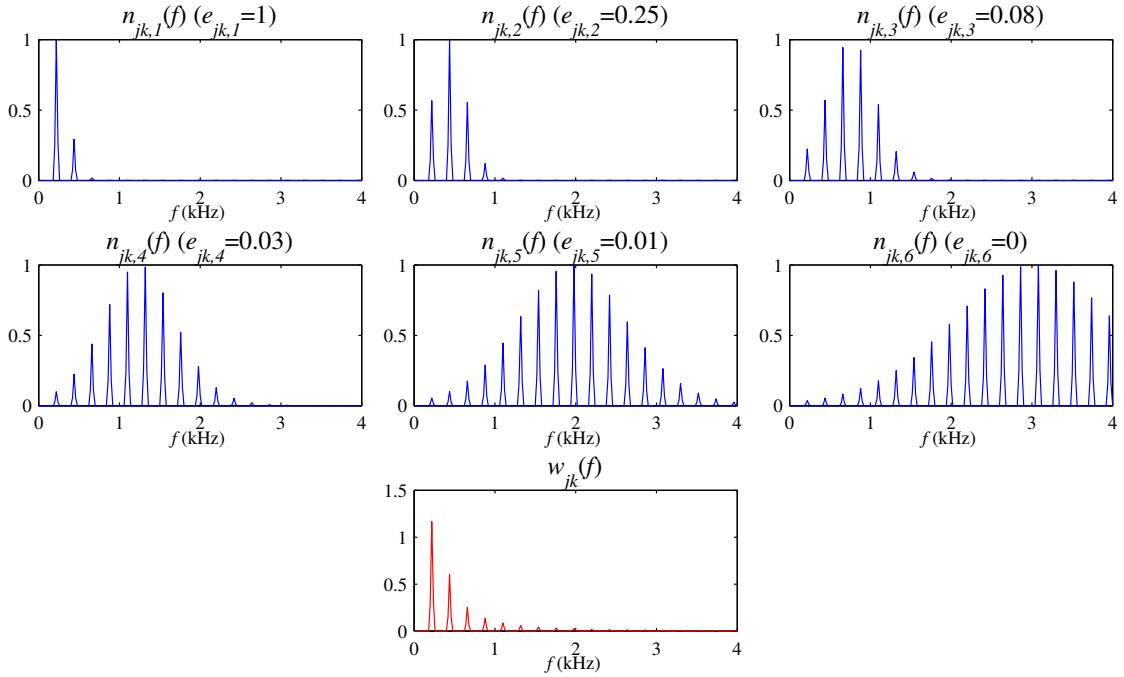 n_{jk,1}(f) (e_{jk,1}=1)
1
0.5
0
0 1 2 3 4
f (kHz)
n_{jk,2}(f) (e_{jk,2}=0.25)
1
0.5
0
0 1 2 3 4
f (kHz)
n_{jk,3}(f) (e_{jk,3}=0.08)
1
0.5
0
0 1 2 3 4
f (kHz)
n_{jk,4}(f) (e_{jk,4}=0.03)
1
0.5
0
0 1 2 3 4
f (kHz)
n_{jk,5}(f) (e_{jk,5}=0.01)
1
0.5
0
0 1 2 3 4
f (kHz)
n_{jk,6}(f) (e_{jk,6}=0)
1
0.5
0
0 1 2 3 4
f (kHz)
w_{jk}(f)
1.5
1
0.5
0
0 1 2 3 4
f (kHz)